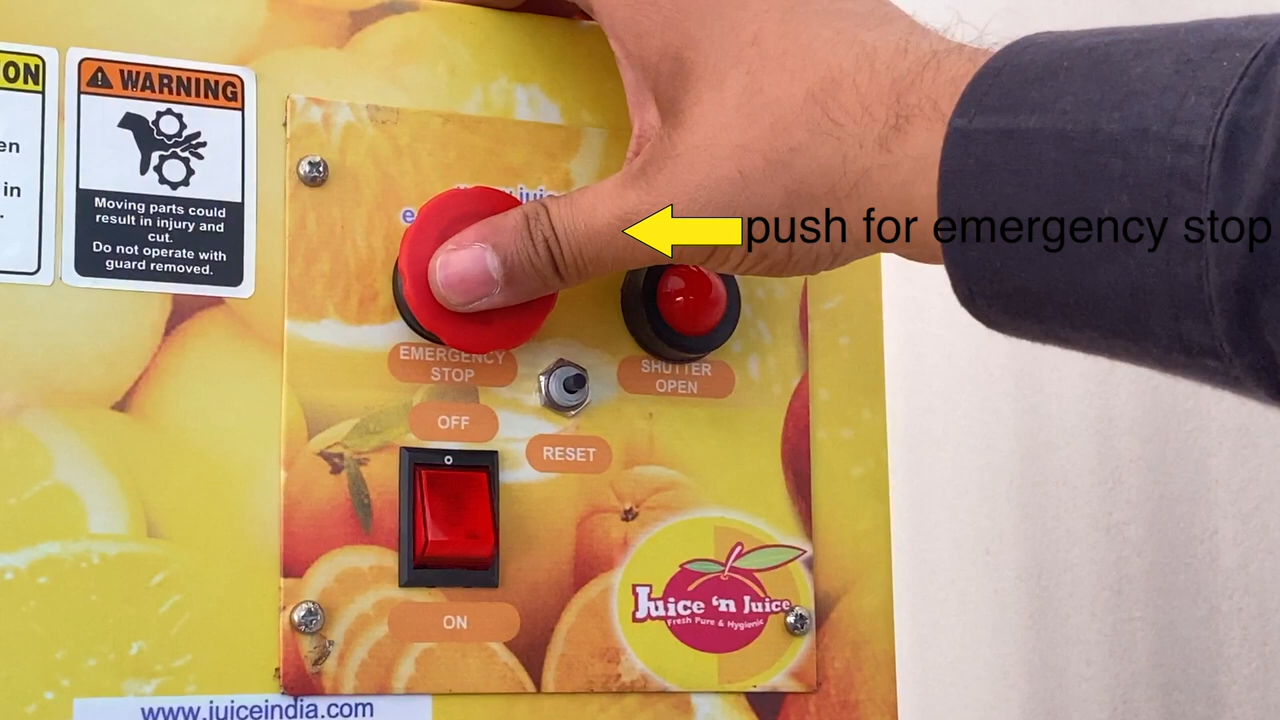 ON
en
in
WARNING
Moving parts could
result in injury and
cut.
Do not operate with
guard removed.
push for emergency stop
EMERGENCY
STOP
SHUTTER
OPEN
OFF
RESET
ON
Juice 'n Juice
Fresh Pure & Hygienic
www.juiceindia.com